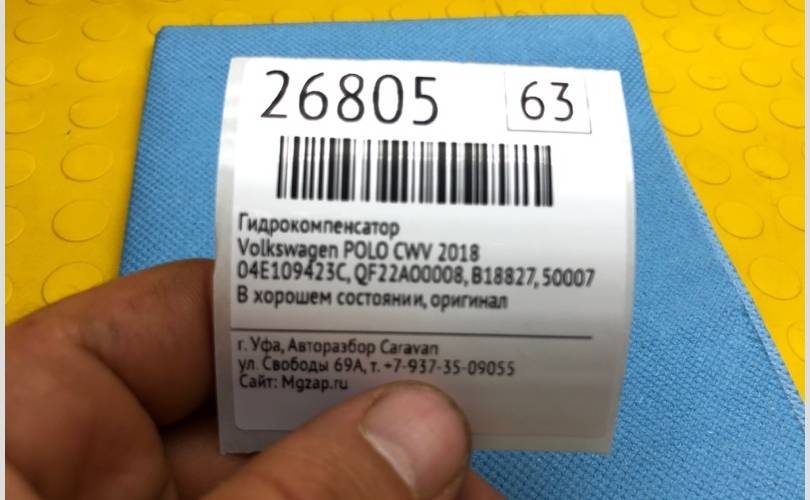 26805 63
Гидрокомпенсатор
Volkswagen POLO CWV 2018
04E109423C, QF22A00008, B18827, 50007
В хорошем состоянии, оригинал
г. Уфа, Авторазбор Caravan
ул. Свободы 69А, т. +7-937-35-09055
Сайт: Mgzap.ru